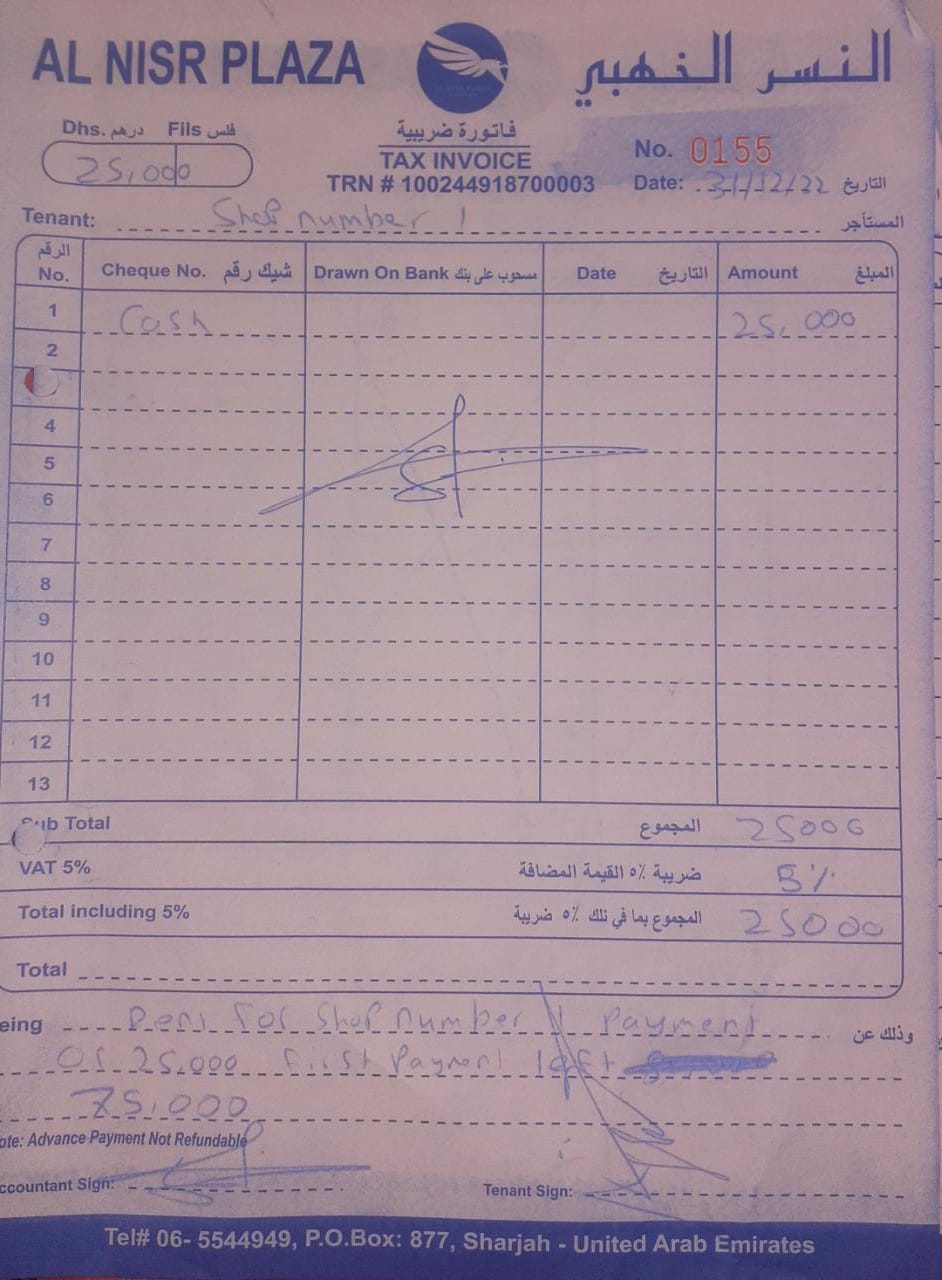 AL NISR PLAZA
النسر الذهبي
Dhs. درهم Fils فلس
25,000
فاتورة ضريبية
TAX INVOICE
TRN # 100244918700003
No. 0155
Date: 31/12/22 التاريخ
Tenant: Shop number 1 المستأجر
الرقم No. Cheque No. شيك رقم Drawn On Bank مسحوب على بنك Date التاريخ Amount المبلغ
1 Cash 25,000
2
4
5
6
7
8
9
10
11
12
13
Sub Total المجموع 25000
VAT 5% ضريبة ٥% القيمة المضافة 5%
Total including 5% المجموع بما في ذلك ٥% ضريبة 25000
Total
eing Rent for Shop number 1 Payment وذلك عن
Of 25.000 first Payment left
75.000
ote: Advance Payment Not Refundable
ccountant Sign:
Tenant Sign:
Tel# 06- 5544949, P.O.Box: 877, Sharjah - United Arab Emirates